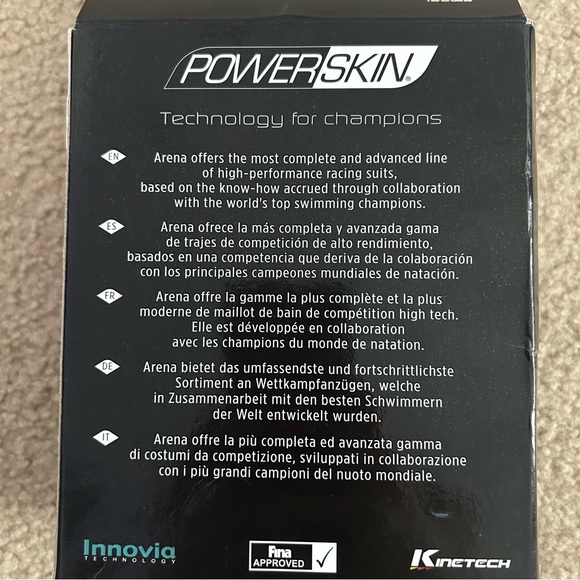 POWERSKIN
Technology for champions
EN
Arena offers the most complete and advanced line
of high-performance racing suits,
based on the know-how accrued through collaboration
with the world's top swimming champions.
ES
Arena ofrece la más completa y avanzada gama
de trajes de competición de alto rendimiento,
basados en una competencia que deriva de la colaboración
con los principales campeones mundiales de natación.
FR
Arena offre la gamme la plus complète et la plus
moderne de maillot de bain de compétition high tech.
Elle est développée en collaboration
avec les champions du monde de natation.
DE
Arena bietet das umfassendste und fortschrittlichste
Sortiment an Wettkampfanzügen, welche
in Zusammenarbeit mit den besten Schwimmern
der Welt entwickelt wurden.
IT
Arena offre la più completa ed avanzata gamma
di costumi da competizione, sviluppati in collaborazione
con i più grandi campioni del nuoto mondiale.
Innovia
TECHNOLOGY
Fina
APPROVED
KINETECH